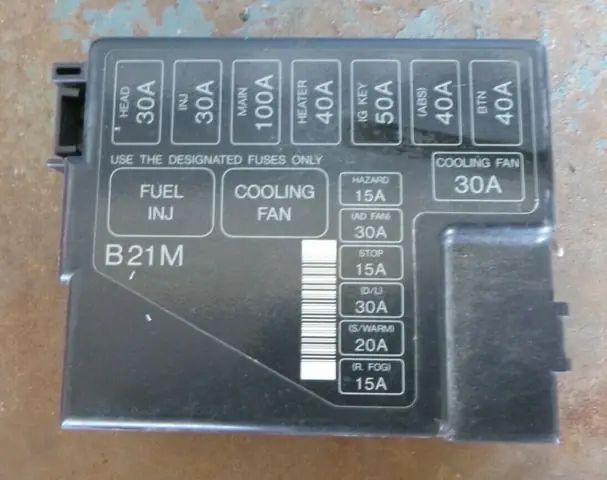 HEAD 30A
INJ 30A
MAIN 100A
HEATER 40A
IG KEY 50A
(ABS) 40A
BTN 40A
USE THE DESIGNATED FUSES ONLY
COOLING FAN
30A
FUEL
INJ
COOLING
FAN
HAZARD
15A
(AD FAN)
30A
STOP
15A
(D/L)
30A
(S/WARM)
20A
(R. FOG)
15A
B21M